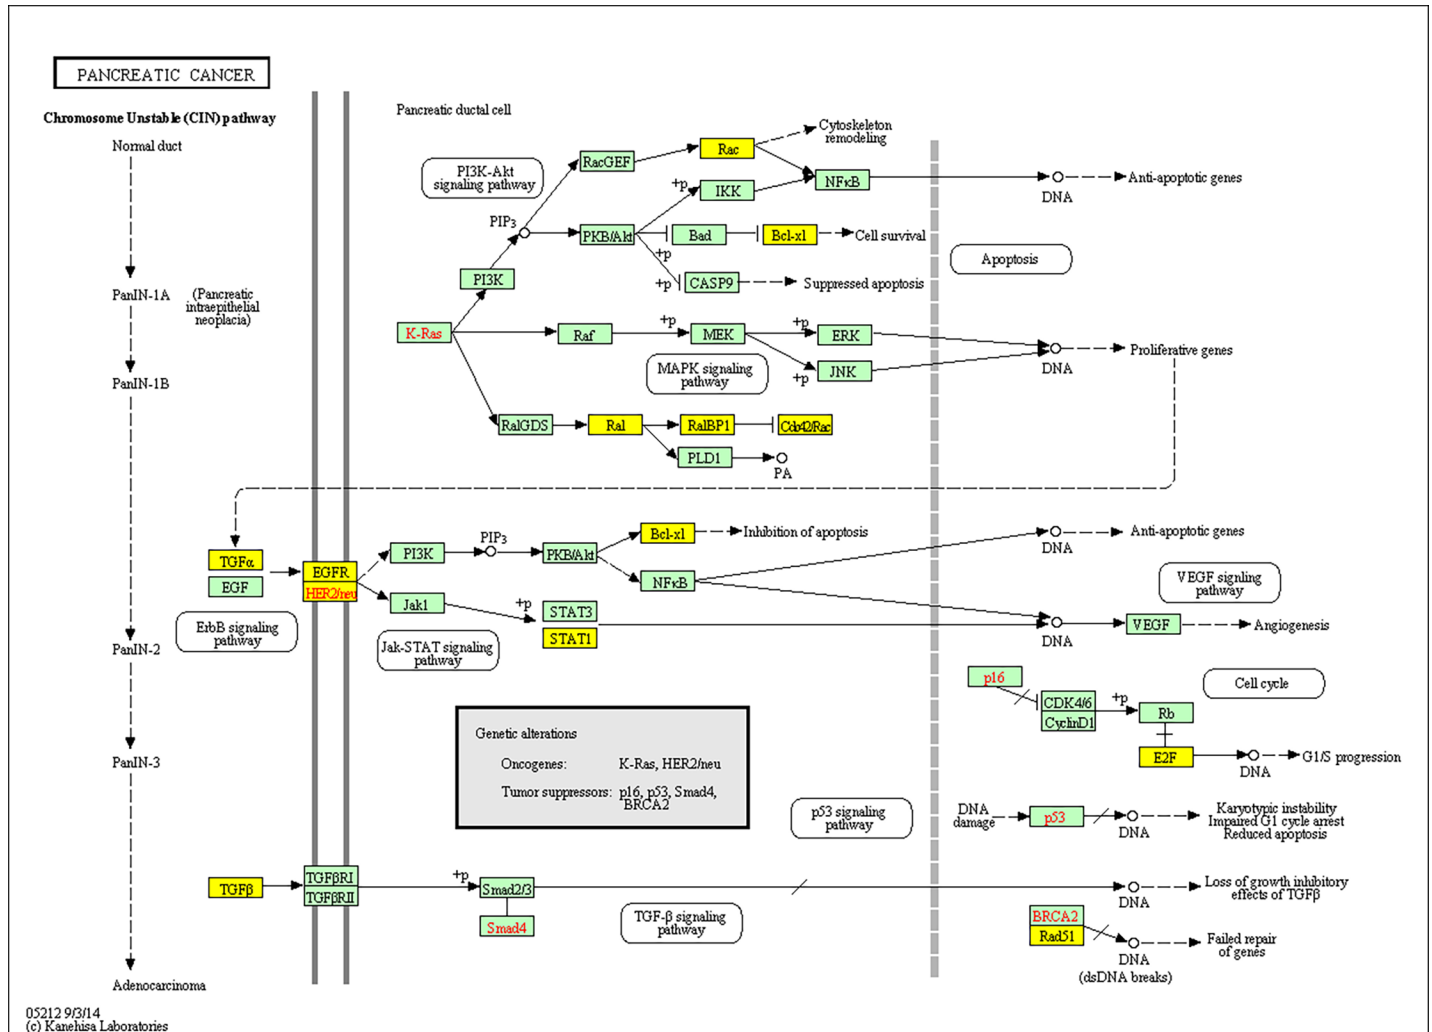 PANCREATIC CANCER
Chromosome Unstable (CIN) pathway
Normal duct
PanIN-1A
(Pancreatic
intraepithelial
neoplacia)
PanIN-1B
PanIN-2
PanIN-3
Adenocarcinoma
Pancreatic ductal cell
PI3K-Akt
signaling pathway
RacGEF
Rac
Cytoskeleton
remodeling
+p
IKK
NFκB
DNA
Anti-apoptotic genes
PIP3
PKB/Akt
Bad
Bcl-xl
Cell survival
+p
+p
CASP9
Suppressed apoptosis
Apoptosis
PI3K
K-Ras
Raf
+p
MEK
+p
ERK
+p
JNK
DNA
Proliferative genes
MAPK signaling
pathway
RalGDS
Ral
RalBP1
Cdc42/Rac
PLD1
PA
TGFα
EGF
EGFR
HER2/neu
ErbB signaling
pathway
PI3K
PIP3
PKB/Akt
Bcl-xl
Inhibition of apoptosis
NFκB
DNA
Anti-apoptotic genes
Jak1
+p
STAT3
STAT1
Jak-STAT signaling
pathway
DNA
VEGF
Angiogenesis
VEGF signling
pathway
p16
CDK4/6
CyclinD1
+p
Rb
E2F
DNA
G1/S progression
Cell cycle
Genetic alterations
Oncogenes: K-Ras, HER2/neu
Tumor suppressors: p16, p53, Smad4,
BRCA2
p53 signaling
pathway
DNA
damage
p53
DNA
Karyotypic instability
Impaired G1 cycle arrest
Reduced apoptosis
TGFβ
TGFβRI
TGFβRII
+p
Smad2/3
Smad4
TGF-β signaling
pathway
DNA
Loss of growth inhibitory
effects of TGFβ
BRCA2
Rad51
DNA
(dsDNA breaks)
Failed repair
of genes
05212 9/3/14
(c) Kanehisa Laboratories